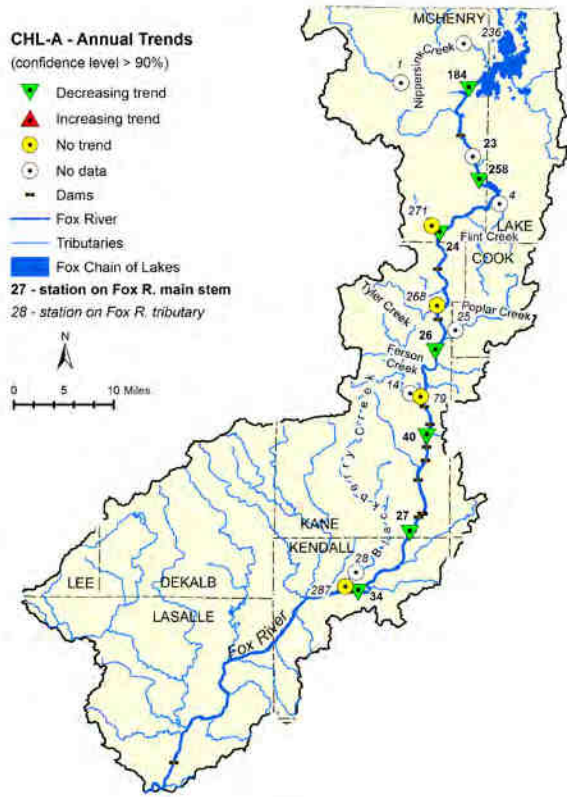 CHL-A - Annual Trends
(confidence level > 90%)
Decreasing trend
Increasing trend
No trend
No data
Dams
Fox River
Tributaries
Fox Chain of Lakes
27 - station on Fox R. main stem
28 - station on Fox R. tributary
N
0 5 10 Miles
MCHENRY
236
Nippersink Creek
1
184
23
258
4
271
LAKE
24
Flint Creek
COOK
268
Tyler Creek
Poplar Creek
25
26
Ferson Creek
14
79
40
Blackberry Creek
27
KANE
KENDALL
28
287
34
LEE
DEKALB
LASALLE
Fox River